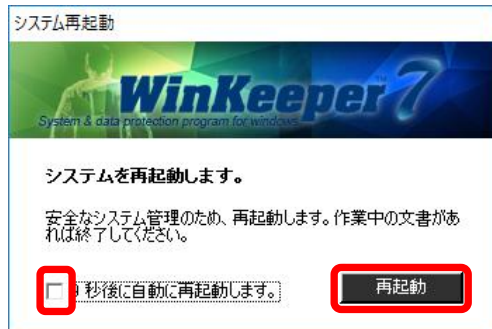 システム再起動
WinKeeper 7
System & data protection program for windows
システムを再起動します。
安全なシステム管理のため、再起動します。作業中の文書があ
れば終了してください。
秒後に自動に再起動します。
再起動